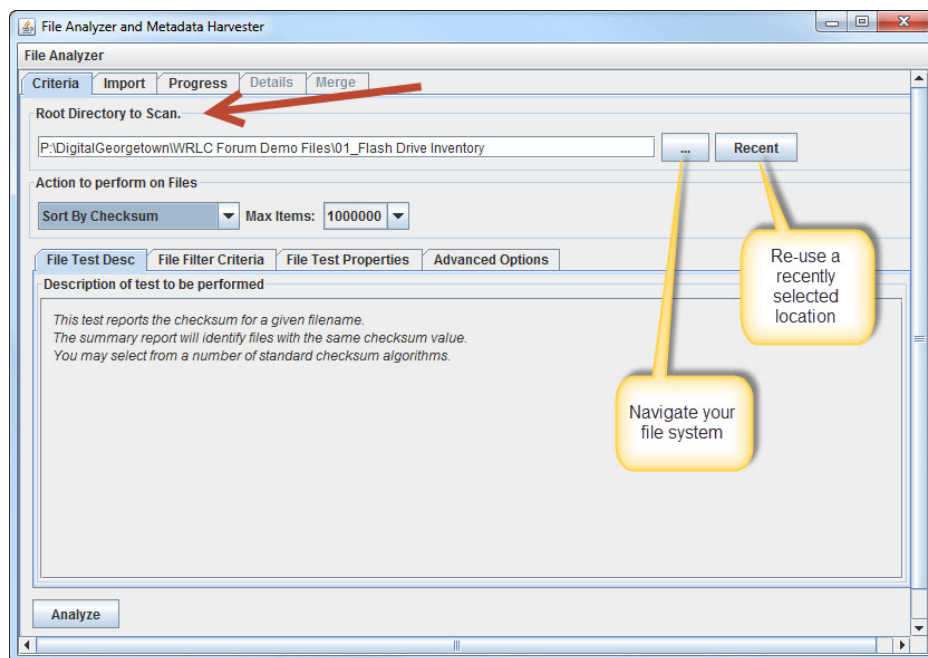 File Analyzer and Metadata Harvester
File Analyzer
Criteria Import Progress Details Merge
Root Directory to Scan.
P:\DigitalGeorgetown\WRLC Forum Demo Files\01_Flash Drive Inventory ... Recent
Action to perform on Files
Sort By Checksum Max Items: 1000000
File Test Desc File Filter Criteria File Test Properties Advanced Options
Description of test to be performed
This test reports the checksum for a given filename.
The summary report will identify files with the same checksum value.
You may select from a number of standard checksum algorithms.
Re-use a
recently
selected
location
Navigate your
file system
Analyze